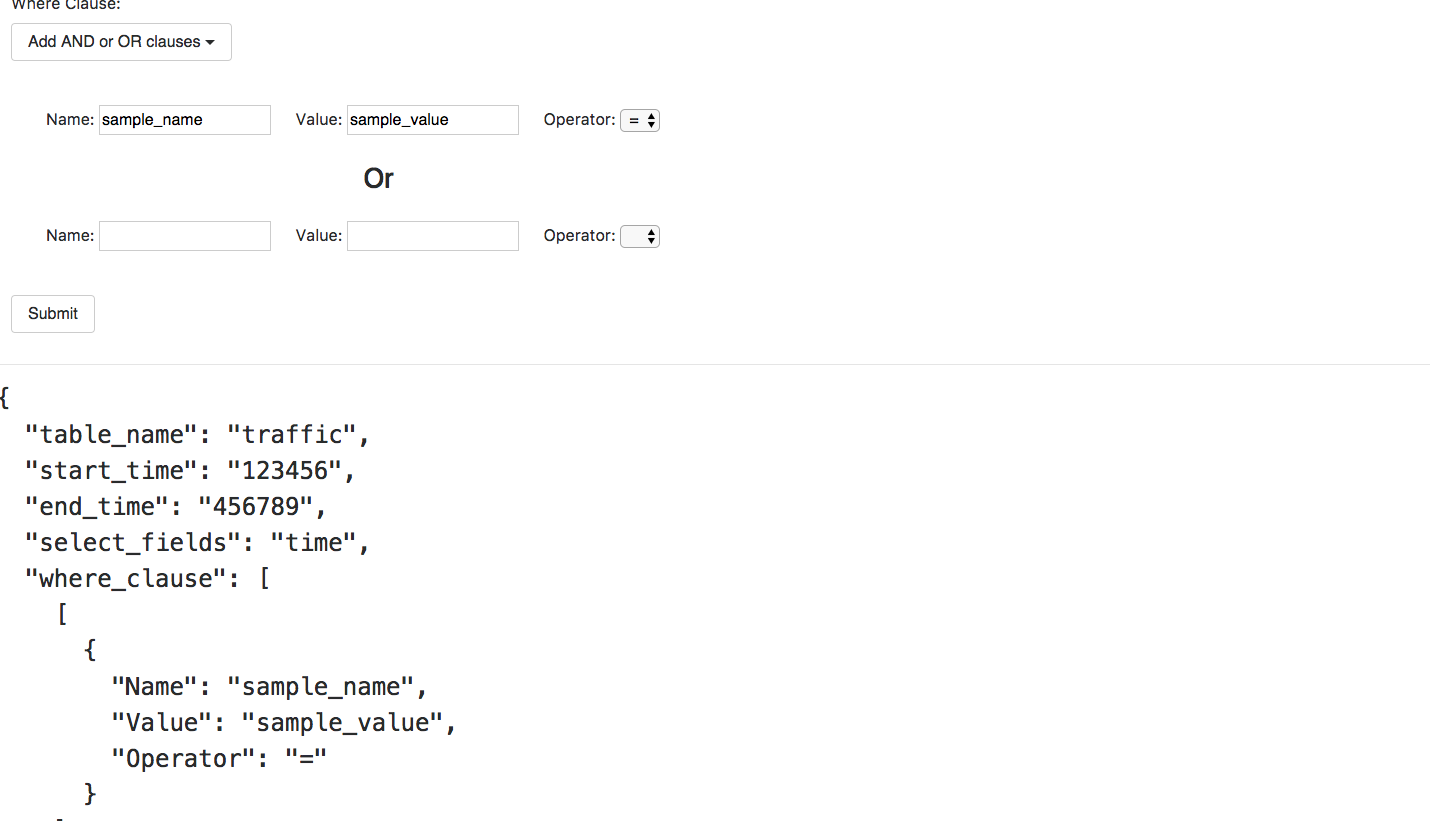 Where Clause:
Add AND or OR clauses
Name: sample_name Value: sample_value Operator: =
Or
Name: Value: Operator:
Submit
{
"table_name": "traffic",
"start_time": "123456",
"end_time": "456789",
"select_fields": "time",
"where_clause": [
[
{
"Name": "sample_name",
"Value": "sample_value",
"Operator": "="
}